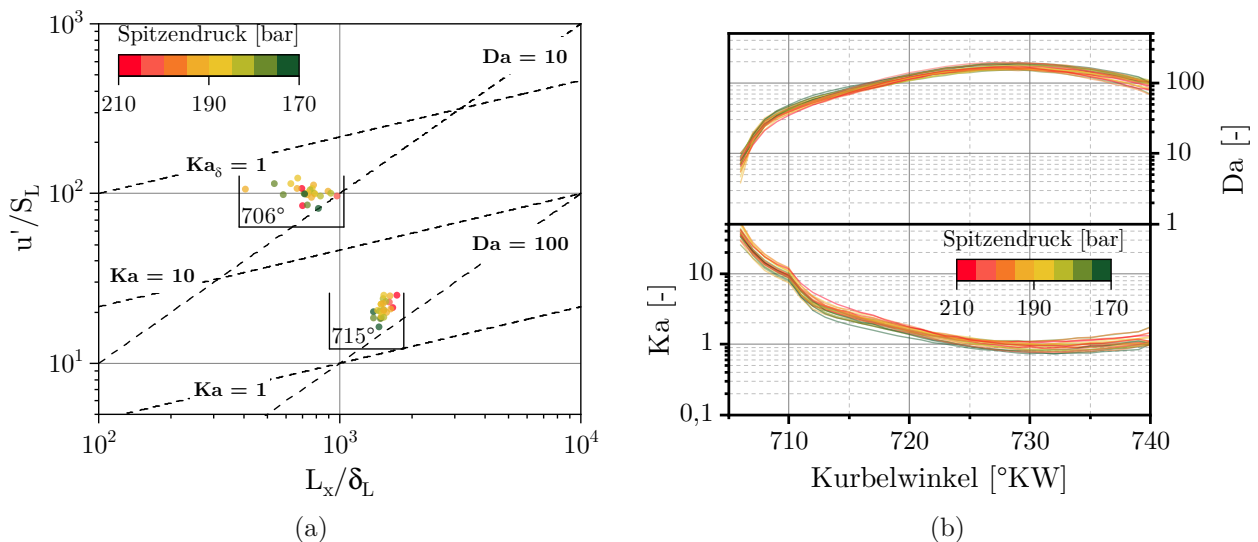 10³
10²
10¹
u'/S_L
Spitzendruck [bar]
210 190 170
Da = 10
Ka_δ = 1
706°
Ka = 10
Da = 100
715°
Ka = 1
10² 10³ 10⁴
L_x/δ_L
(a)
100
10
1
Da [-]
Spitzendruck [bar]
210 190 170
10
1
0,1
Ka [-]
710 720 730 740
Kurbelwinkel [°KW]
(b)